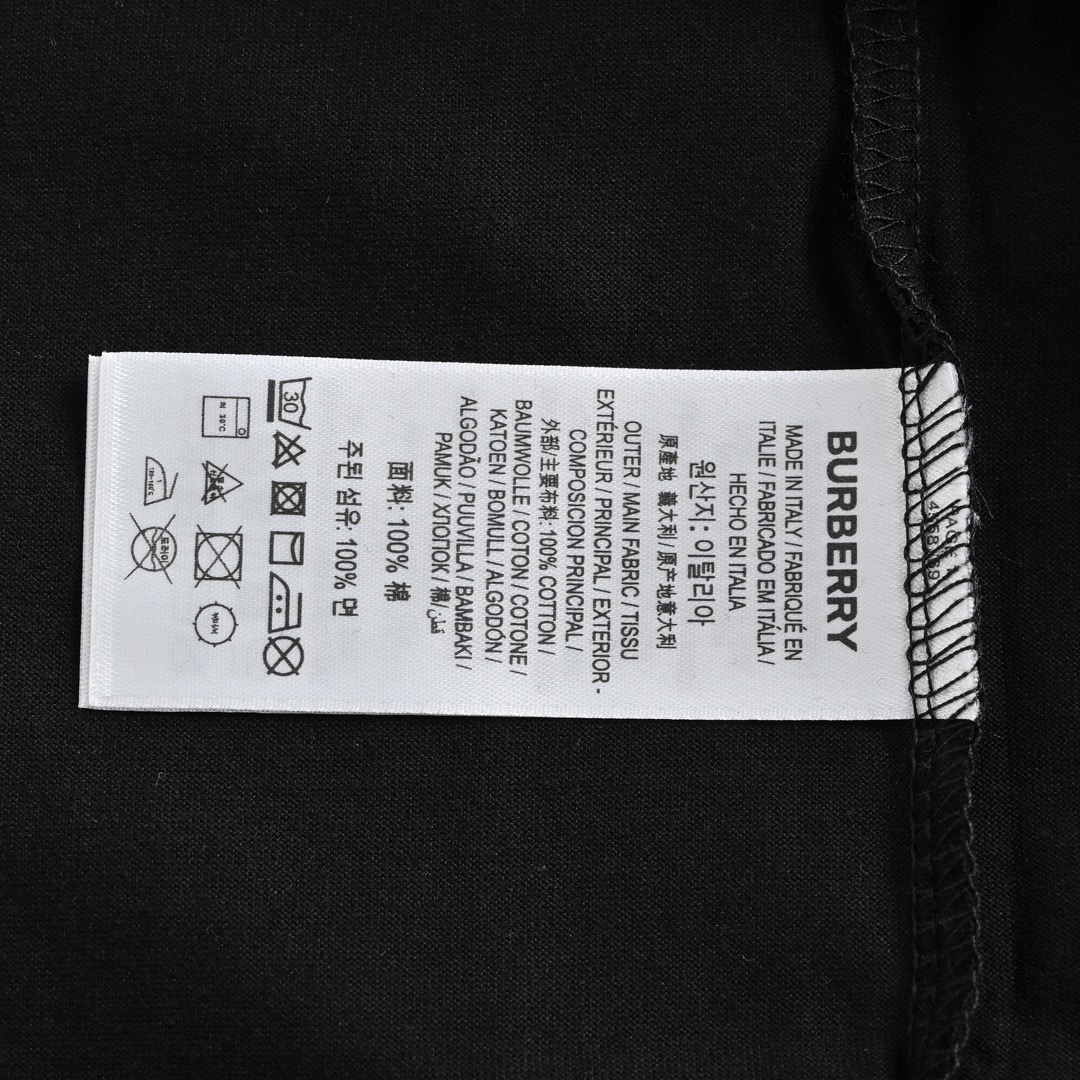 BURBERRY
MADE IN ITALY / FABRIQUÉ EN
ITALIE / FABRICADO EM ITÁLIA /
HECHO EN ITALIA
원산지: 이탈리아
原產地 義大利/ 原产地意大利
OUTER / MAIN FABRIC / TISSU
EXTÉRIEUR / PRINCIPAL / EXTERIOR -
COMPOSICION PRINCIPAL /
外部/主要布料: 100% COTTON /
BAUMWOLLE / COTON / COTONE /
KATOEN / BOMULL / ALGODÓN /
ALGODÃO / PUUVILLA / BAMBAKI /
PAMUK / ХЛОПОК / 棉/ قطن
面料: 100% 棉
주된 섬유: 100% 면
30